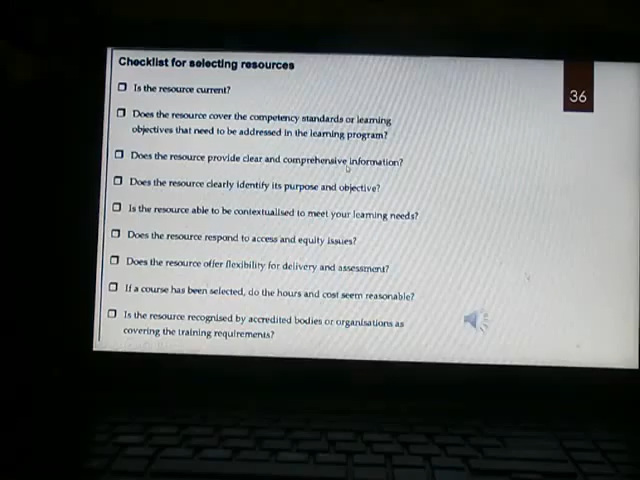 Checklist for selecting resources
36
Is the resource current?
Does the resource cover the competency standards or learning
objectives that need to be addressed in the learning program?
Does the resource provide clear and comprehensive information?
Does the resource clearly identify its purpose and objective?
Is the resource able to be contextualised to meet your learning needs?
Does the resource respond to access and equity issues?
Does the resource offer flexibility for delivery and assessment?
If a course has been selected, do the hours and cost seem reasonable?
Is the resource recognised by accredited bodies or organisations as
covering the training requirements?